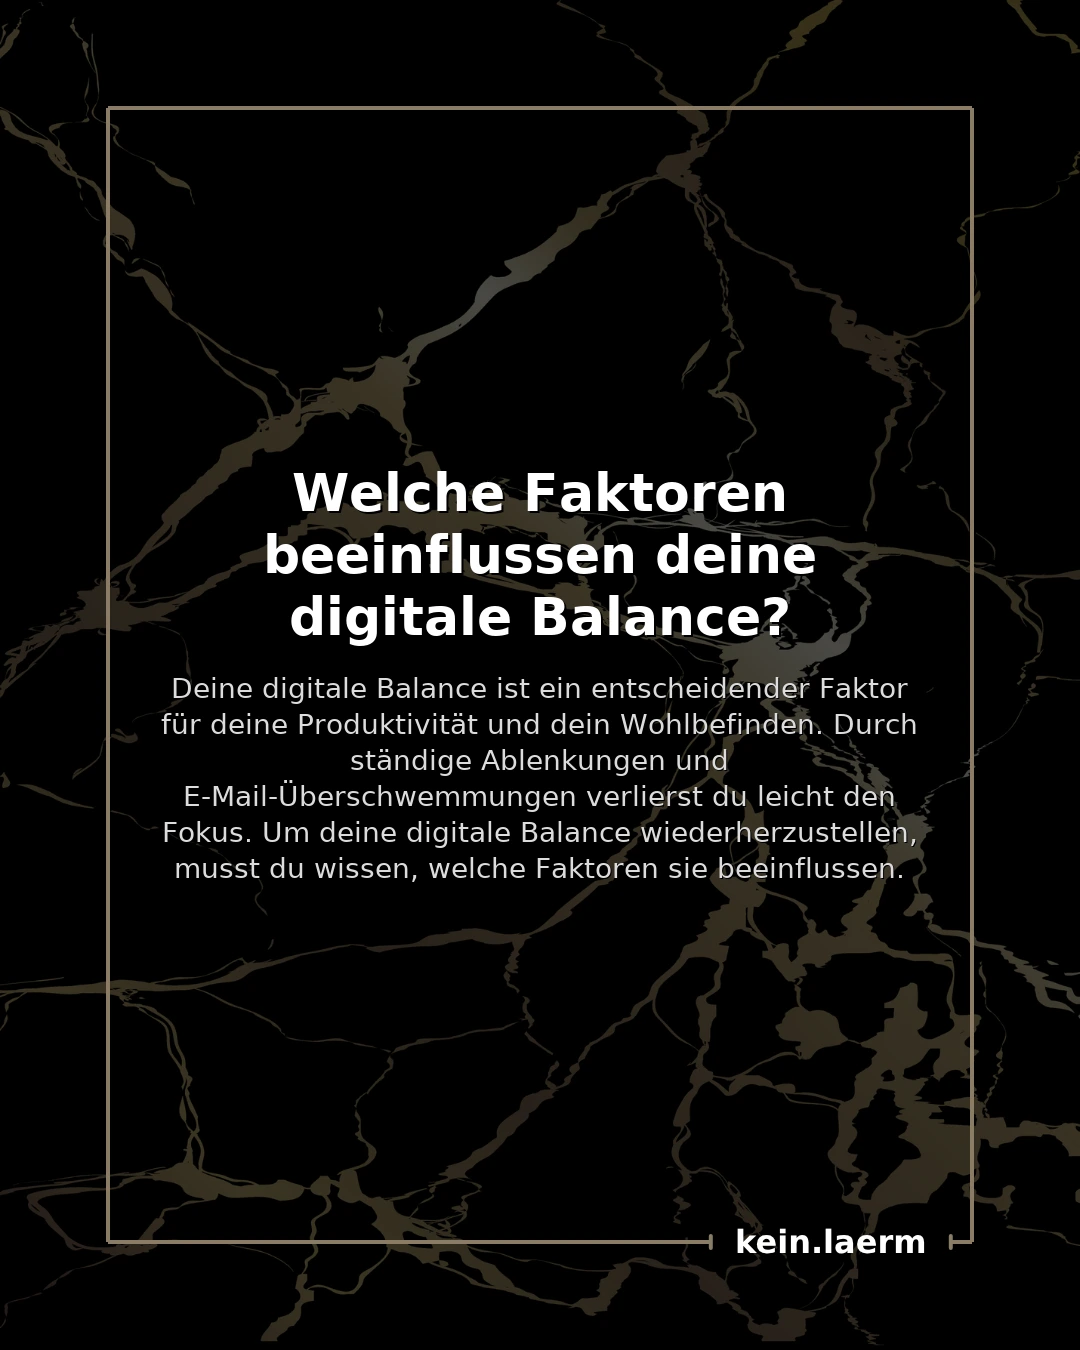 Welche Faktoren
beeinflussen deine
digitale Balance?
Deine digitale Balance ist ein entscheidender Faktor
für deine Produktivität und dein Wohlbefinden. Durch
ständige Ablenkungen und
E-Mail-Überschwemmungen verlierst du leicht den
Fokus. Um deine digitale Balance wiederherzustellen,
musst du wissen, welche Faktoren sie beeinflussen.
kein.laerm